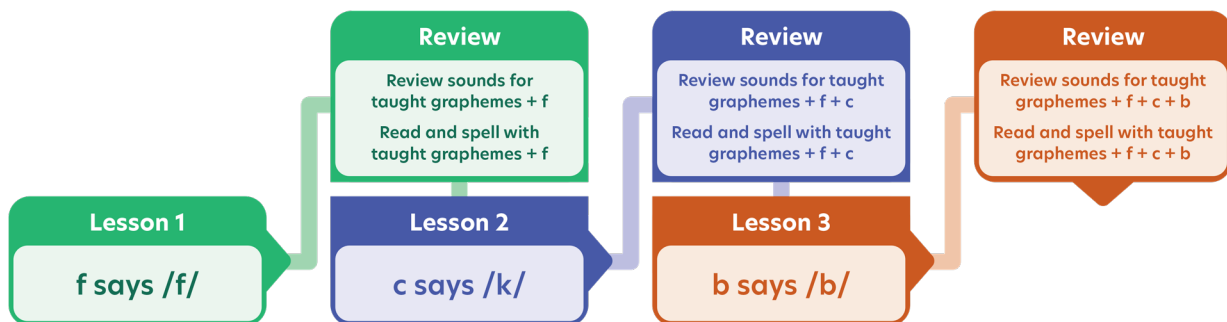 Review
Review sounds for
taught graphemes + f
Read and spell with
taught graphemes + f
Review
Review sounds for taught
graphemes + f + c
Read and spell with taught
graphemes + f + c
Review
Review sounds for taught
graphemes + f + c + b
Read and spell with taught
graphemes + f + c + b
Lesson 1
f says /f/
Lesson 2
c says /k/
Lesson 3
b says /b/